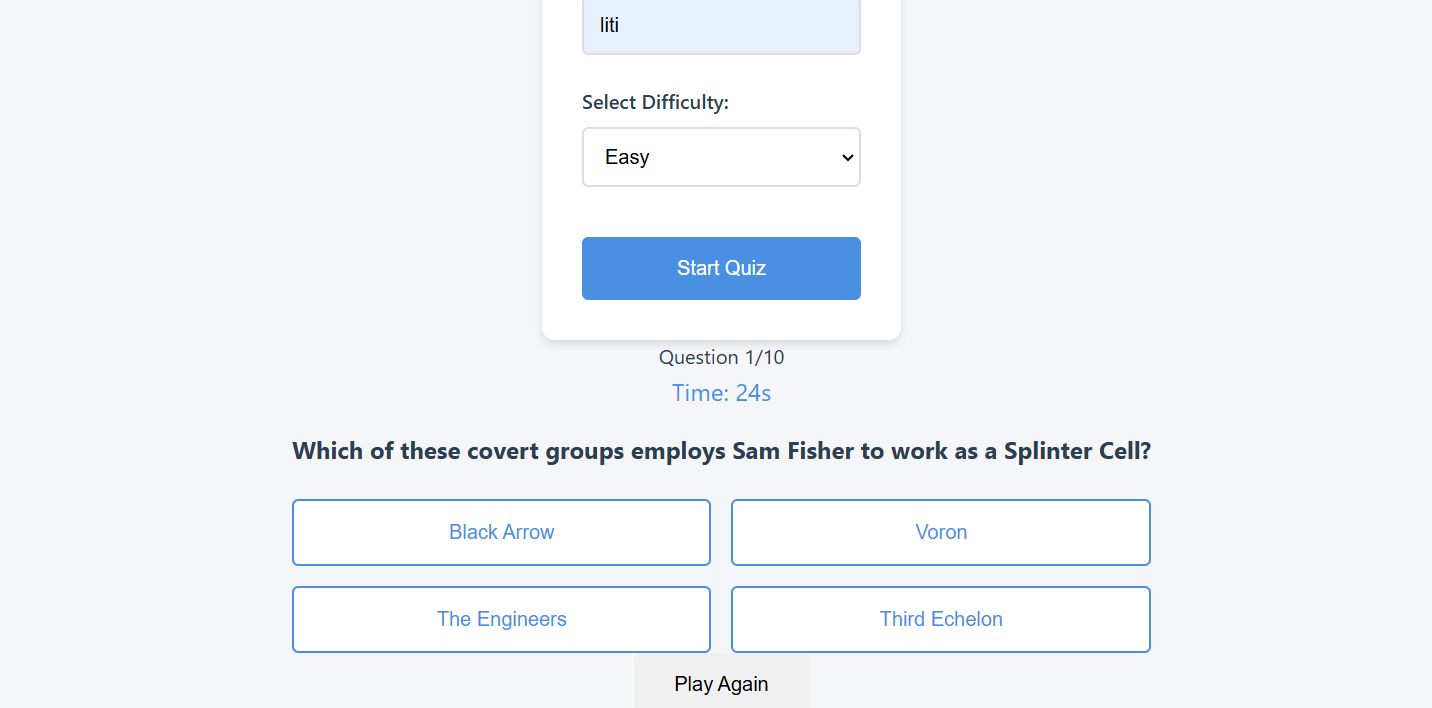 liti
Select Difficulty:
Easy
Start Quiz
Question 1/10
Time: 24s
Which of these covert groups employs Sam Fisher to work as a Splinter Cell?
Black Arrow
Voron
The Engineers
Third Echelon
Play Again